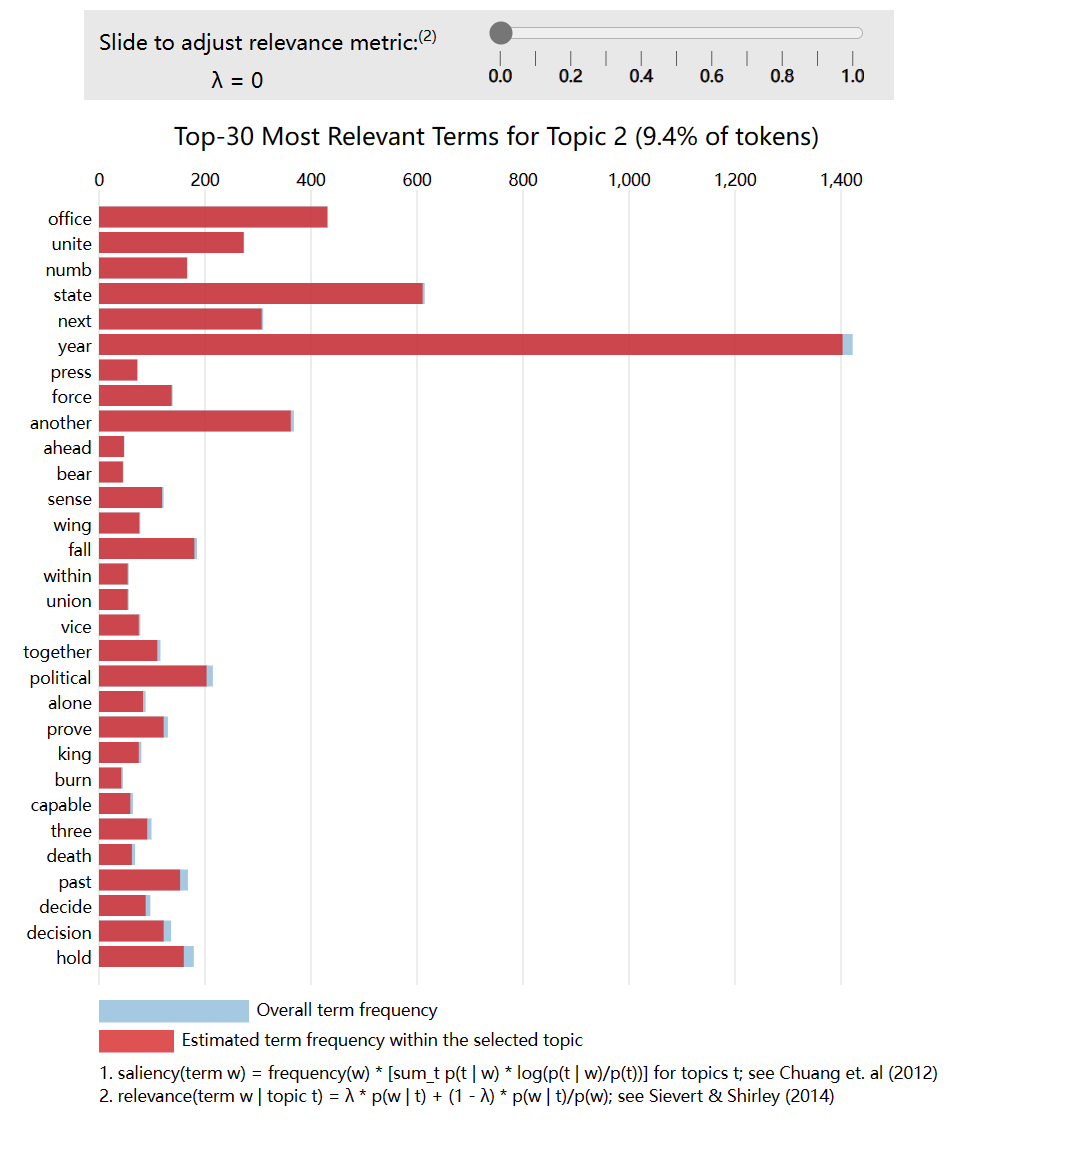 Slide to adjust relevance metric:(2)
λ = 0
0.0 0.2 0.4 0.6 0.8 1.0
Top-30 Most Relevant Terms for Topic 2 (9.4% of tokens)
0 200 400 600 800 1,000 1,200 1,400
office
unite
numb
state
next
year
press
force
another
ahead
bear
sense
wing
fall
within
union
vice
together
political
alone
prove
king
burn
capable
three
death
past
decide
decision
hold
Overall term frequency
Estimated term frequency within the selected topic
1. saliency(term w) = frequency(w) * [sum_t p(t | w) * log(p(t | w)/p(t))] for topics t; see Chuang et. al (2012)
2. relevance(term w | topic t) = λ * p(w | t) + (1 - λ) * p(w | t)/p(w); see Sievert & Shirley (2014)